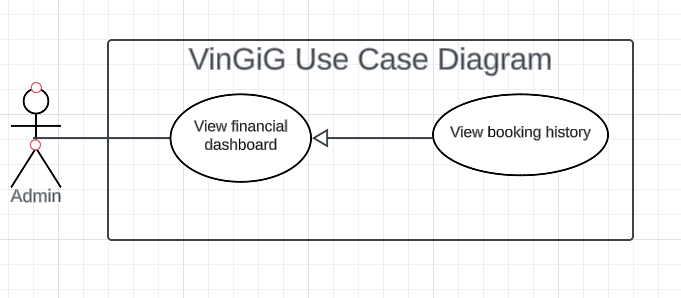 VinGiG Use Case Diagram
View financial
dashboard
View booking history
Admin